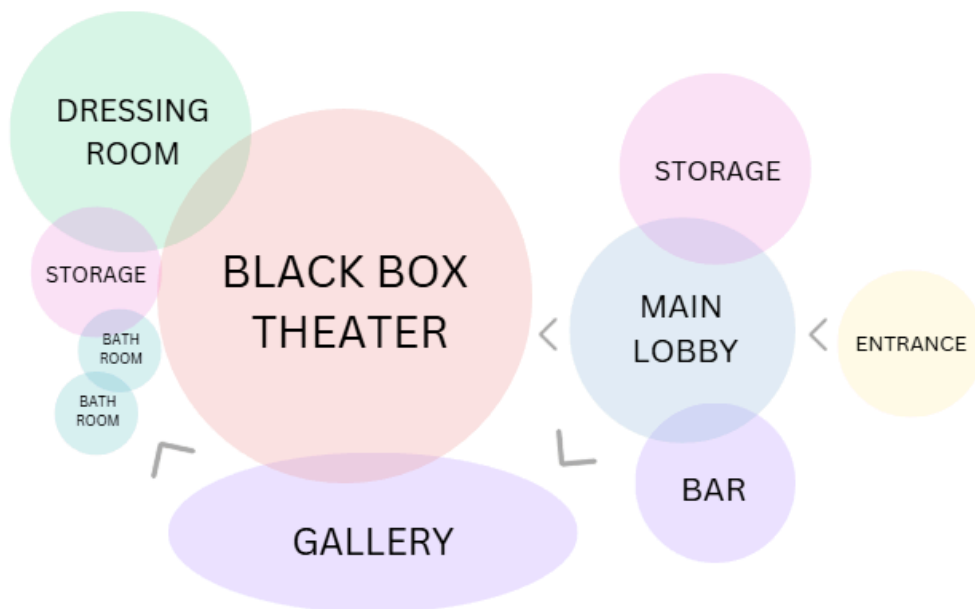 DRESSING
ROOM
STORAGE
BLACK BOX
THEATER
STORAGE
MAIN
LOBBY
ENTRANCE
BATH
ROOM
BATH
ROOM
BAR
GALLERY